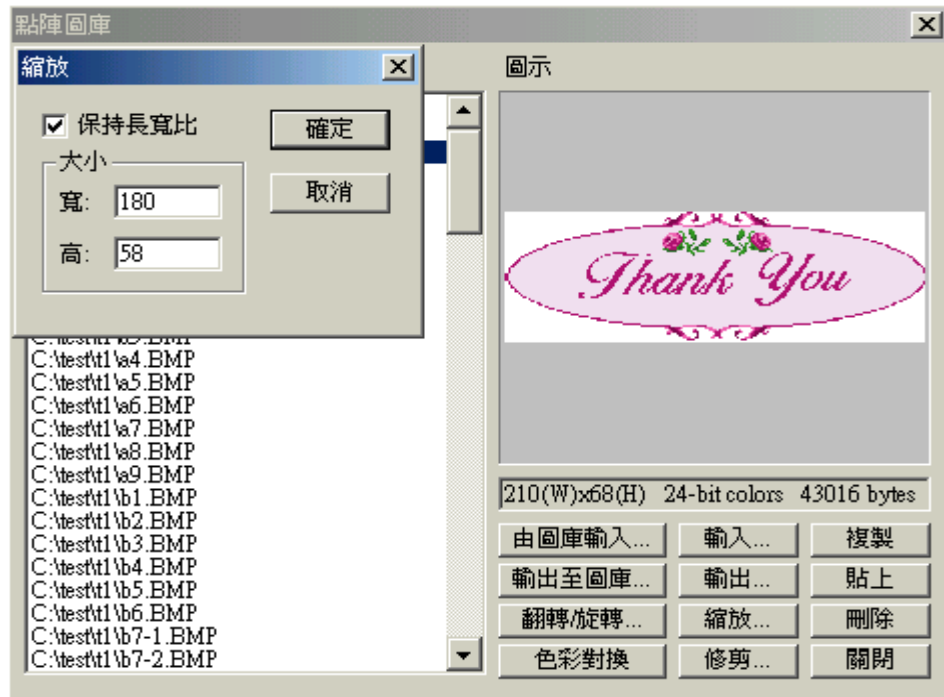 點陣圖庫
縮放
保持長寬比
確定
大小
寬: 180
取消
高: 58
圖示
Thank You
C:\test\t1\a4.BMP
C:\test\t1\a5.BMP
C:\test\t1\a6.BMP
C:\test\t1\a7.BMP
C:\test\t1\a8.BMP
C:\test\t1\a9.BMP
C:\test\t1\b1.BMP
C:\test\t1\b2.BMP
C:\test\t1\b3.BMP
C:\test\t1\b4.BMP
C:\test\t1\b5.BMP
C:\test\t1\b6.BMP
C:\test\t1\b7-1.BMP
C:\test\t1\b7-2.BMP
210(W)x68(H) 24-bit colors 43016 bytes
由圖庫輸入... 輸入... 複製
輸出至圖庫... 輸出... 貼上
翻轉/旋轉... 縮放... 刪除
色彩對換 修剪... 關閉